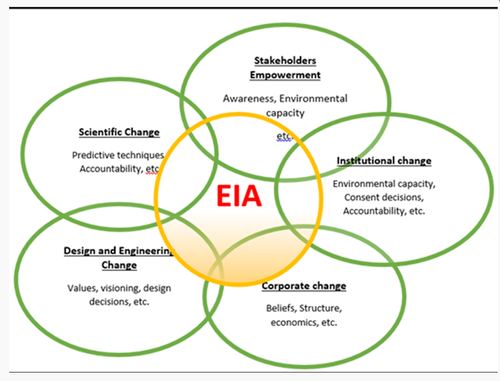 Stakeholders
Empowerment
Awareness, Environmental
capacity
etc.
Scientific Change
Predictive techniques,
Accountability, etc
Institutional change
Environmental capacity,
Consent decisions,
Accountability, etc.
EIA
Design and Engineering
Change
Values, visioning, design
decisions, etc.
Corporate change
Beliefs, Structure,
economics, etc.